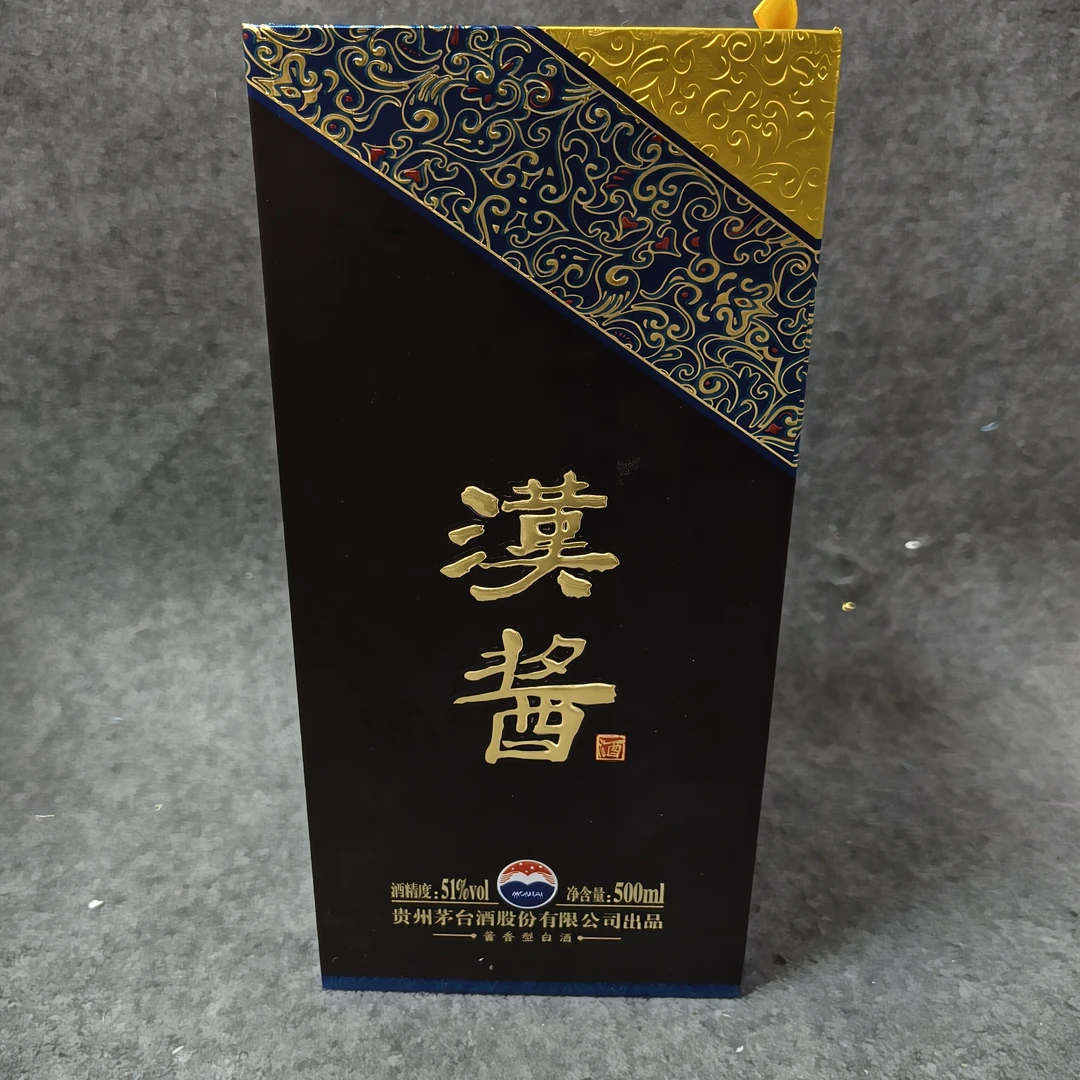 漢
酱
酒
酒精度:51%vol MOUTAI 净含量:500ml
贵州茅台酒股份有限公司出品
酱香型白酒